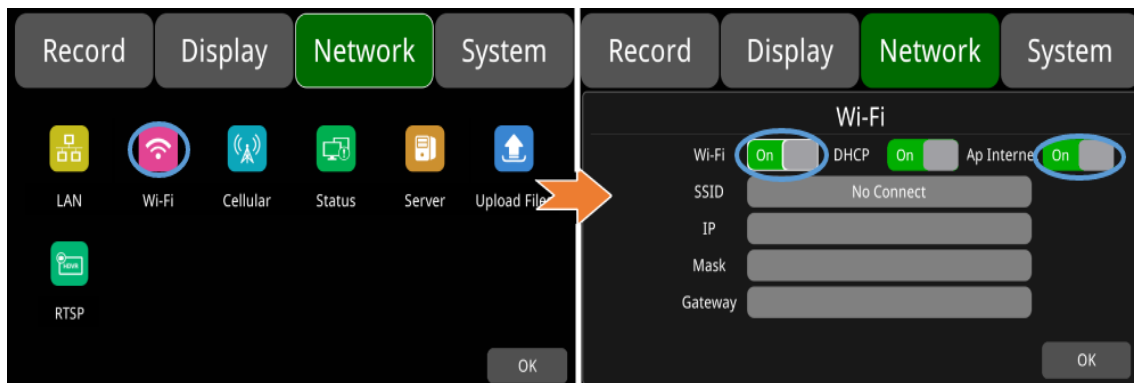 Record Display Network System
LAN Wi-Fi Cellular Status Server Upload File
RTSP
OK
Record Display Network System
Wi-Fi
Wi-Fi On DHCP On Ap Interne On
SSID No Connect
IP
Mask
Gateway
OK